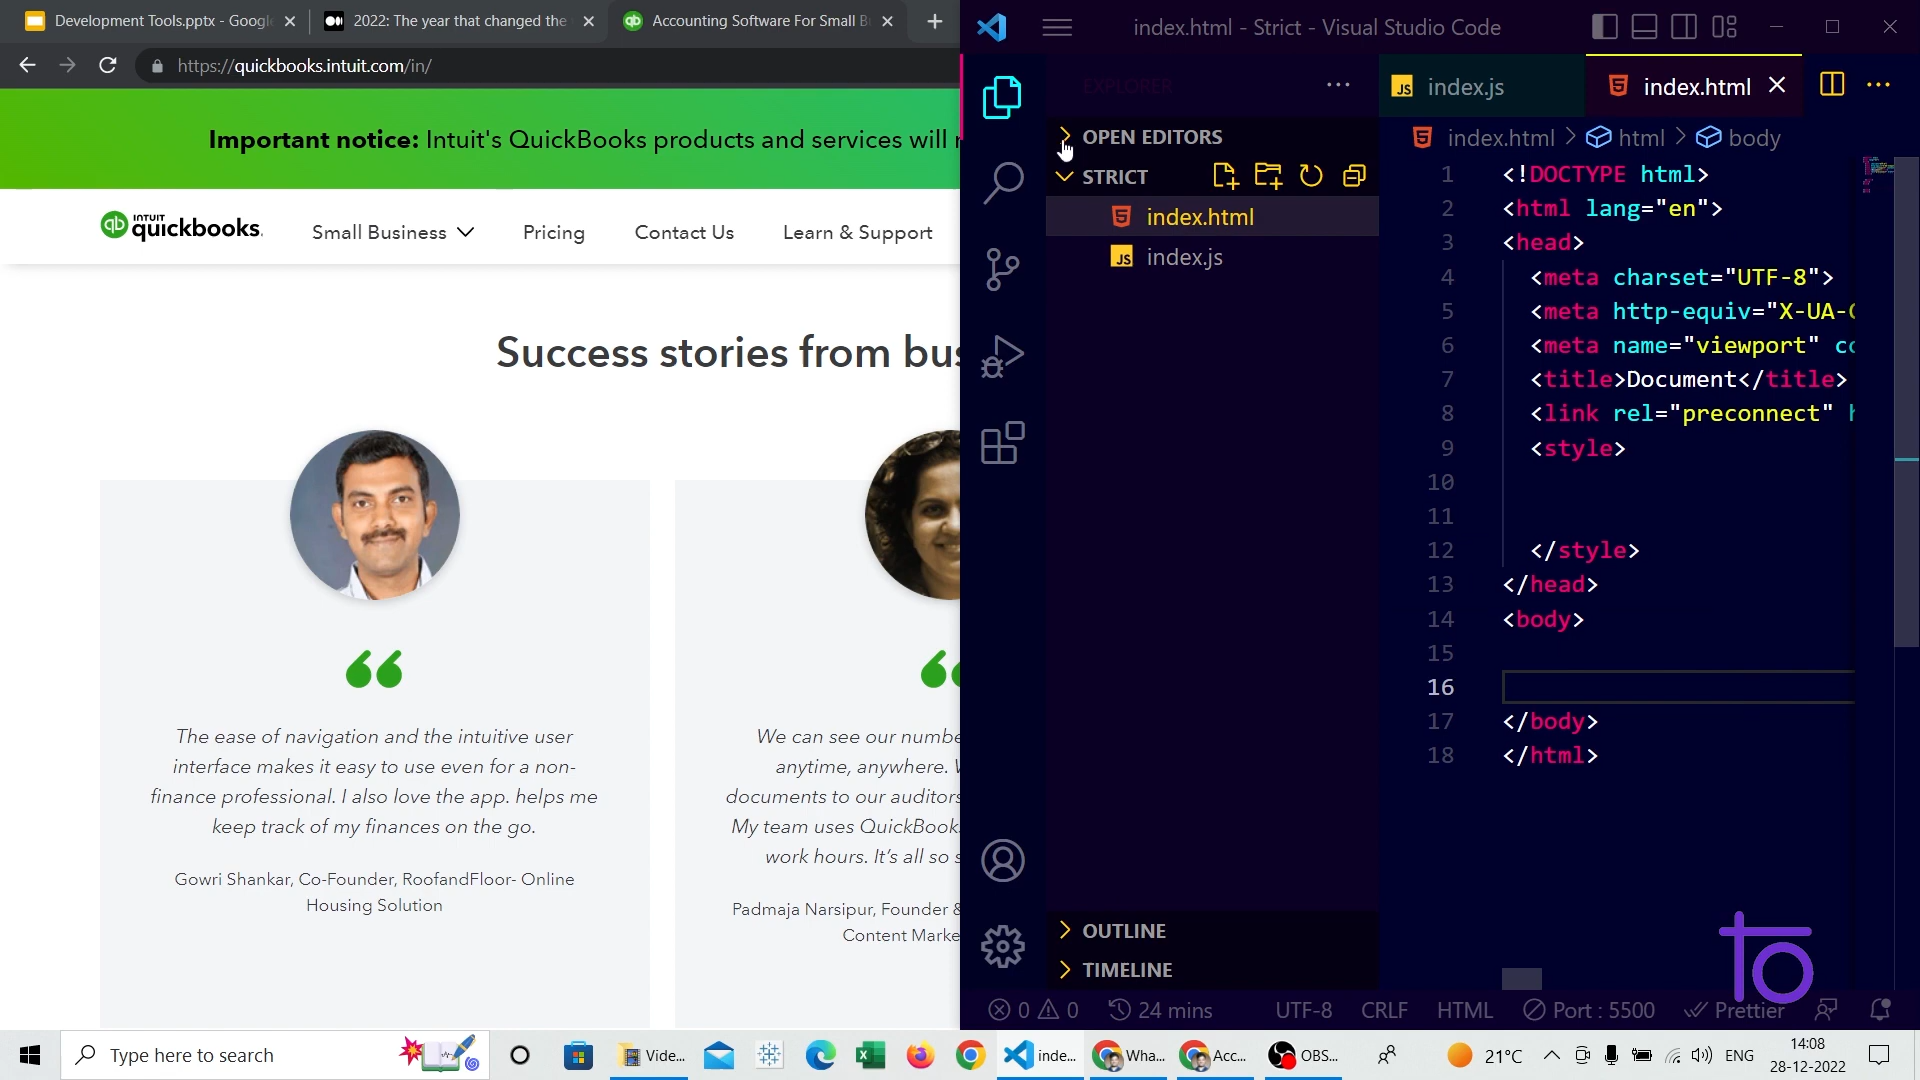 Development Tools.pptx - Google
2022: The year that changed the
Accounting Software For Small B
https://quickbooks.intuit.com/in/
Important notice: Intuit's QuickBooks products and services will
INTUIT
quickbooks.
Small Business
Pricing
Contact Us
Learn & Support
Success stories from bus
The ease of navigation and the intuitive user
interface makes it easy to use even for a non-
finance professional. I also love the app. helps me
keep track of my finances on the go.
Gowri Shankar, Co-Founder, RoofandFloor- Online
Housing Solution
We can see our numbe
anytime, anywhere.
documents to our auditors
My team uses QuickBook
work hours. It's all so s
Padmaja Narsipur, Founder &
Content Marke
index.html - Strict - Visual Studio Code
EXPLORER
OPEN EDITORS
STRICT
index.html
JS index.js
OUTLINE
TIMELINE
JS index.js
index.html
index.html > html > body
1 <!DOCTYPE html>
2 <html lang="en">
3 <head>
4 <meta charset="UTF-8">
5 <meta http-equiv="X-UA-C
6 <meta name="viewport" co
7 <title>Document</title>
8 <link rel="preconnect" h
9 <style>
10
11
12 </style>
13 </head>
14 <body>
15
16
17 </body>
18 </html>
to
0 0 24 mins UTF-8 CRLF HTML Port : 5500 Prettier
Type here to search
Vide...
inde...
Wha...
Acc...
OBS...
21°C
ENG
14:08
28-12-2022